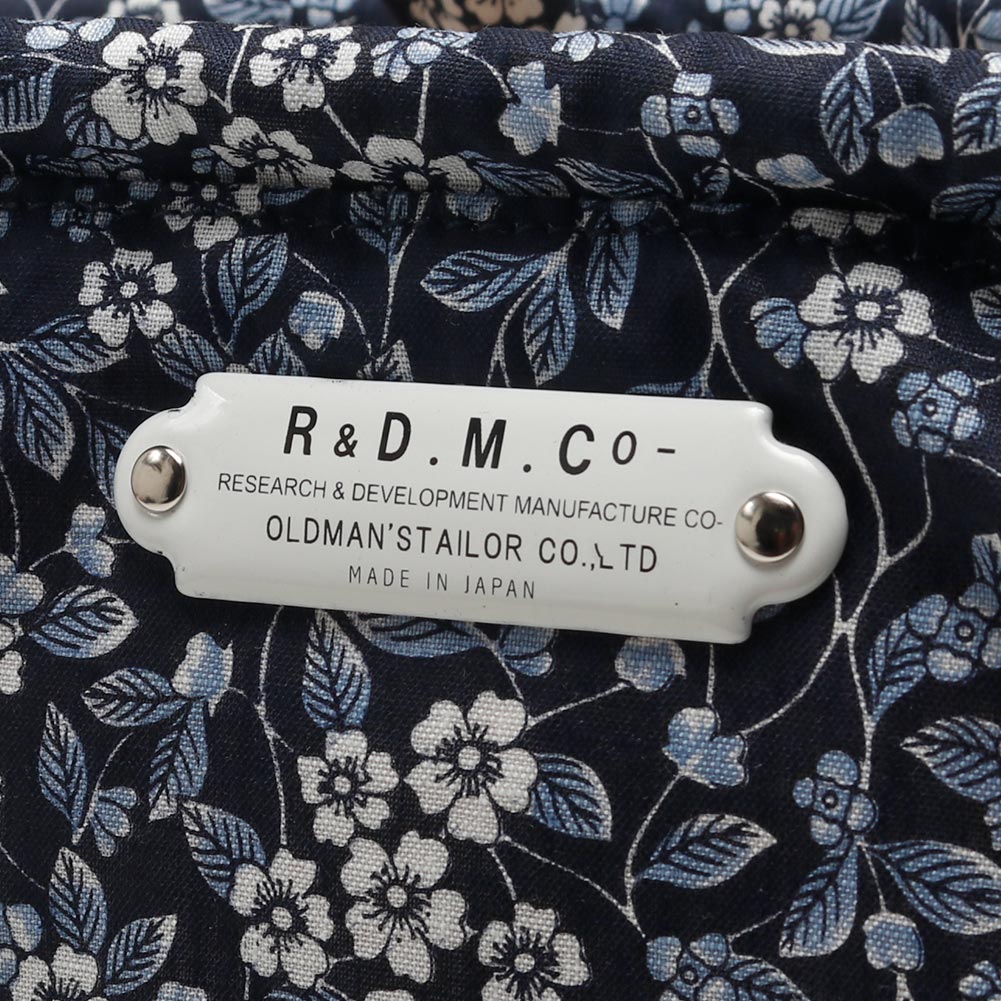 R & D . M . Co -
RESEARCH & DEVELOPMENT MANUFACTURE CO-
OLDMAN'STAILOR CO.,LTD
MADE IN JAPAN